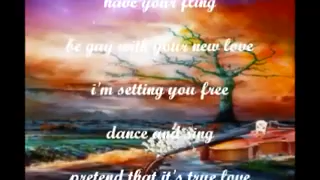 have your fling
be gay with your new love
i'm setting you free
dance and sing
pretend that it's true love